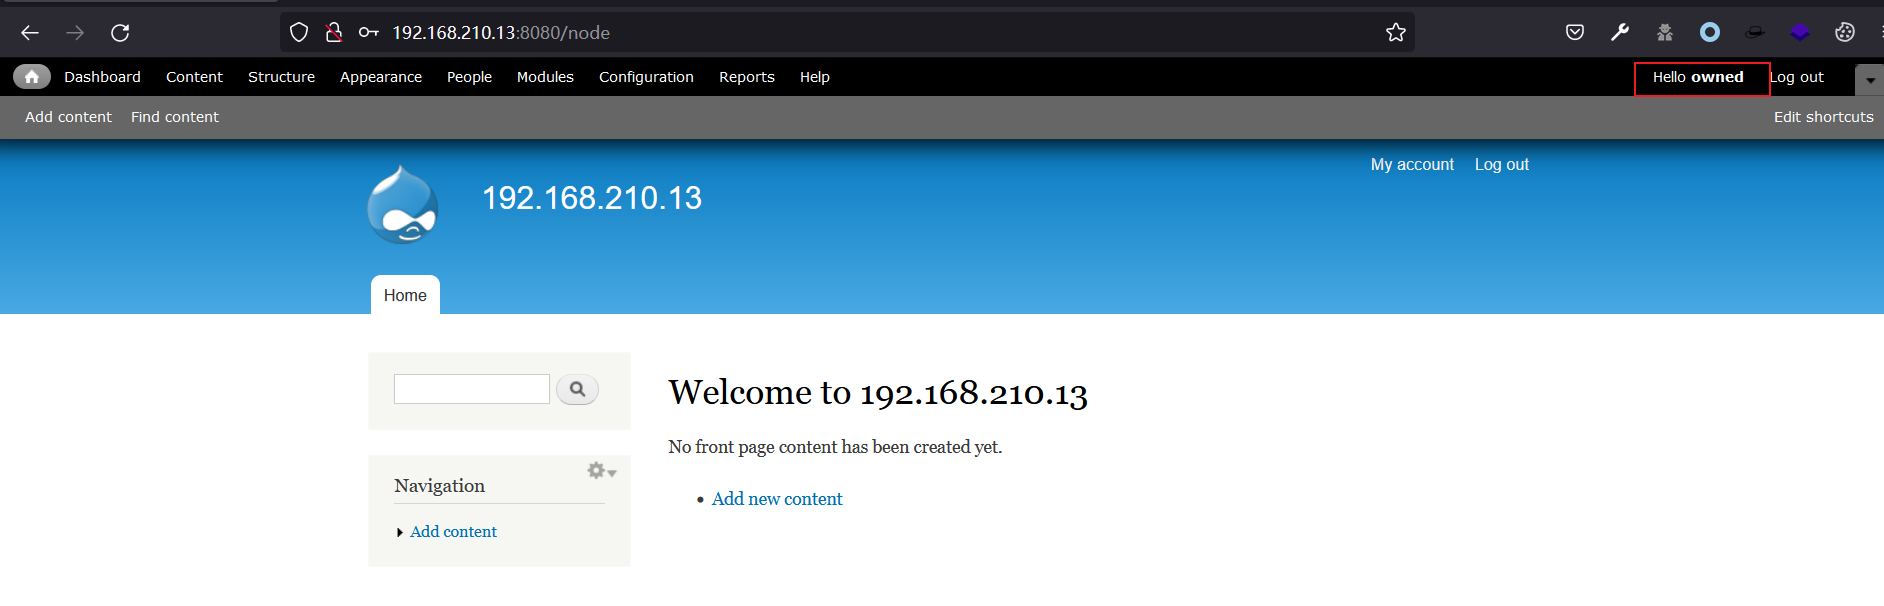 192.168.210.13:8080/node
Dashboard Content Structure Appearance People Modules Configuration Reports Help Hello owned Log out
Add content Find content Edit shortcuts
My account Log out
192.168.210.13
Home
Welcome to 192.168.210.13
No front page content has been created yet.
Add new content
Navigation
Add content